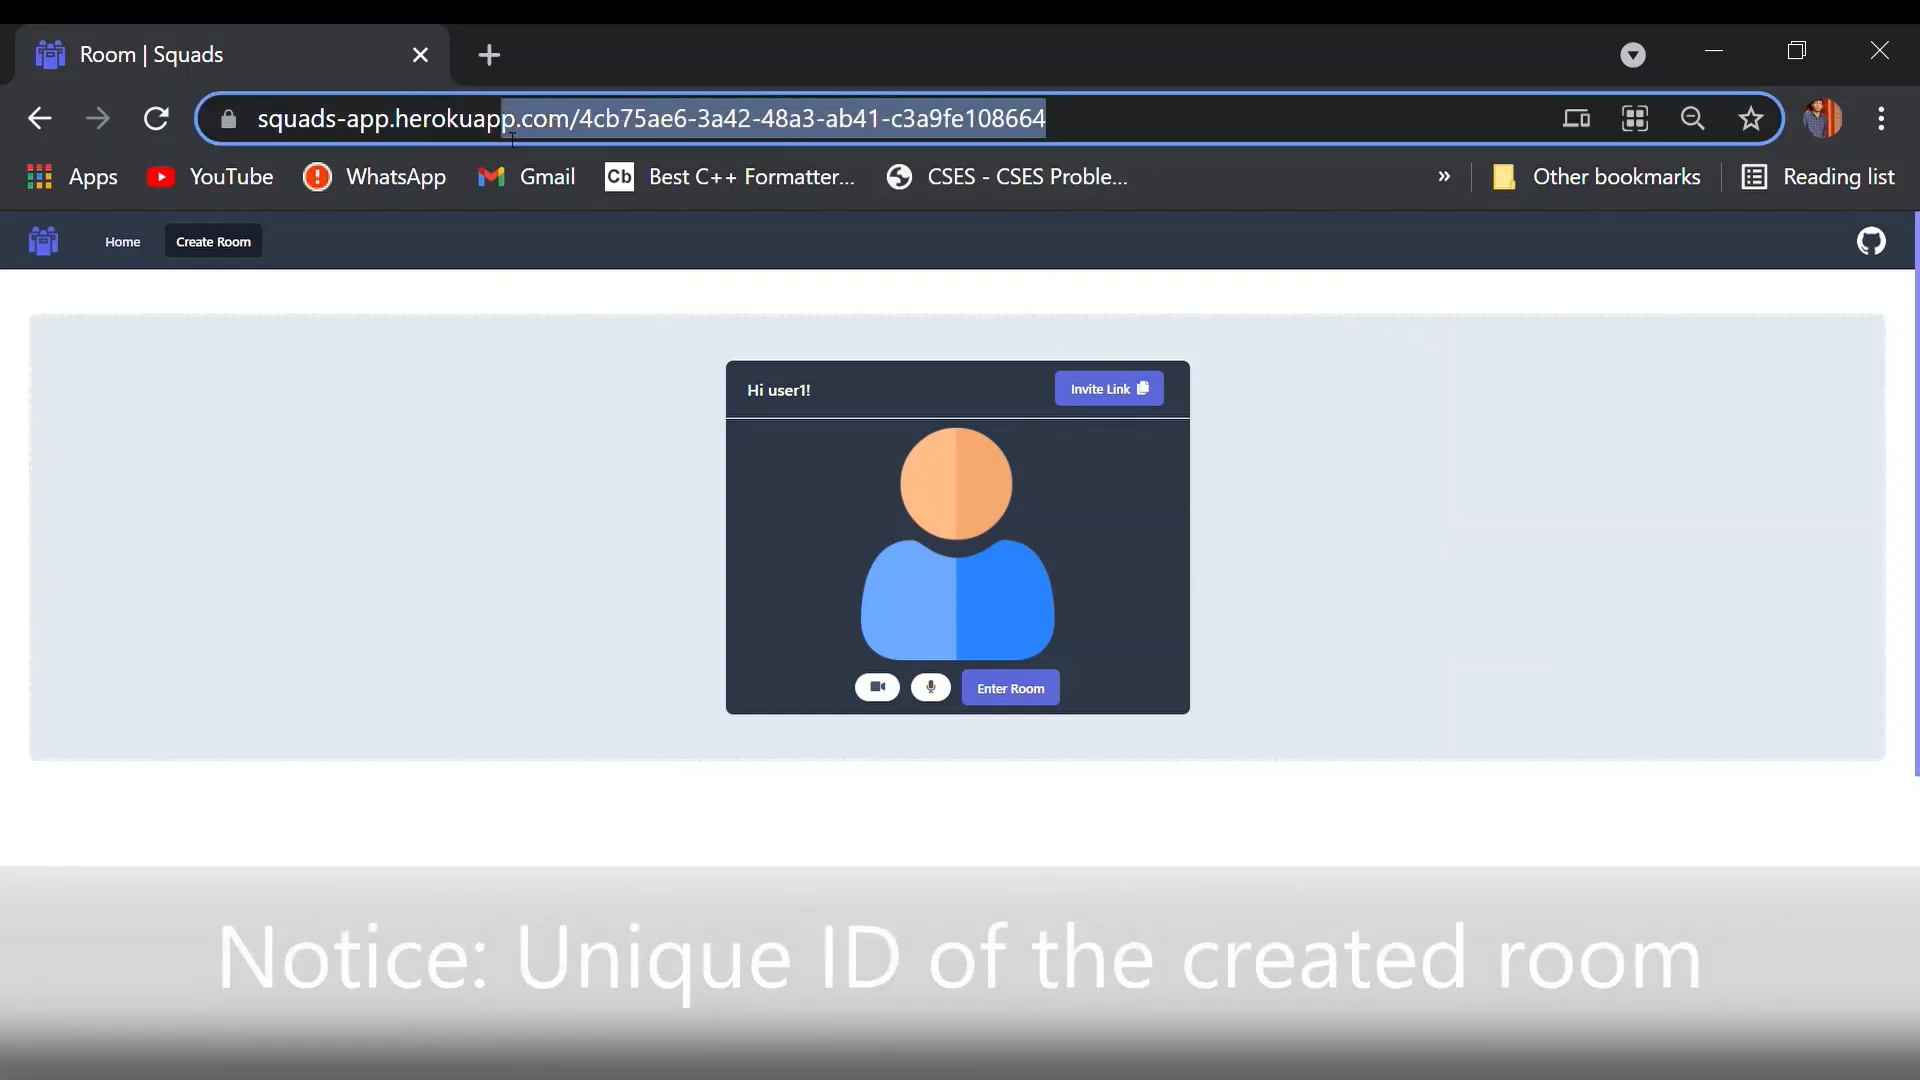 Room | Squads
squads-app.herokuapp.com/4cb75ae6-3a42-48a3-ab41-c3a9fe108664
Apps YouTube WhatsApp Gmail Cb Best C++ Formatter... CSES - CSES Proble... » Other bookmarks Reading list
Home Create Room
Hi user1! Invite Link
Enter Room
Notice: Unique ID of the created room